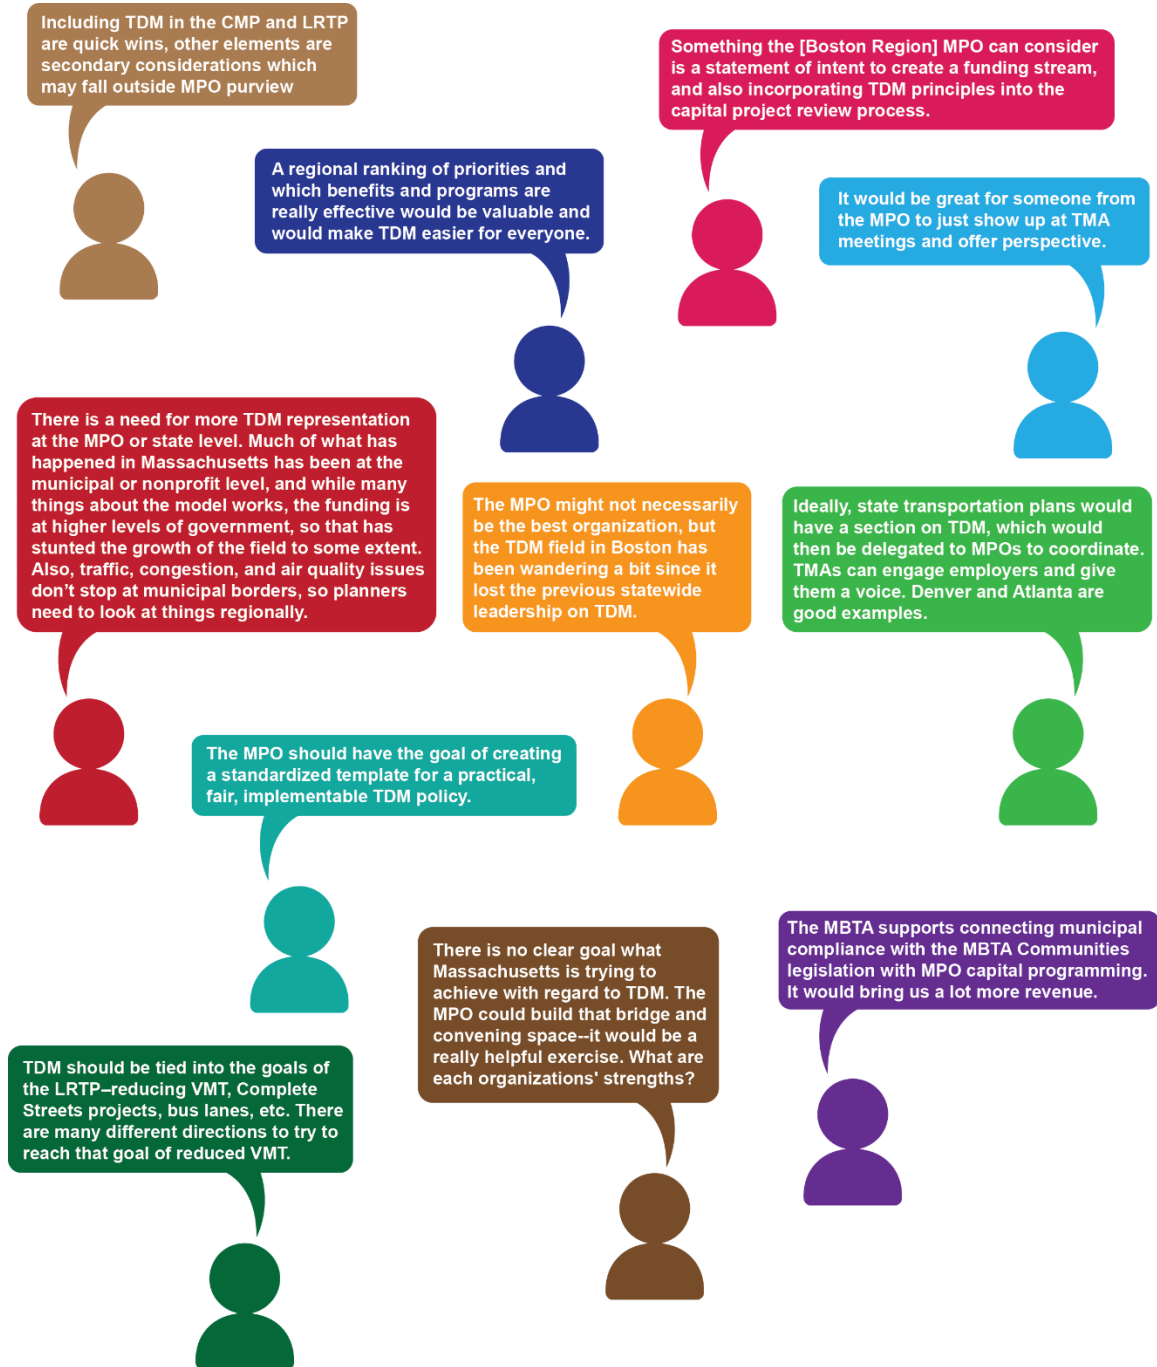 Including TDM in the CMP and LRTP
are quick wins, other elements are
secondary considerations which
may fall outside MPO purview
Something the [Boston Region] MPO can consider
is a statement of intent to create a funding stream,
and also incorporating TDM principles into the
capital project review process.
A regional ranking of priorities and
which benefits and programs are
really effective would be valuable and
would make TDM easier for everyone.
It would be great for someone from
the MPO to just show up at TMA
meetings and offer perspective.
There is a need for more TDM representation
at the MPO or state level. Much of what has
happened in Massachusetts has been at the
municipal or nonprofit level, and while many
things about the model works, the funding is
at higher levels of government, so that has
stunted the growth of the field to some extent.
Also, traffic, congestion, and air quality issues
don’t stop at municipal borders, so planners
need to look at things regionally.
The MPO might not necessarily
be the best organization, but
the TDM field in Boston has
been wandering a bit since it
lost the previous statewide
leadership on TDM.
Ideally, state transportation plans would
have a section on TDM, which would
then be delegated to MPOs to coordinate.
TMAs can engage employers and give
them a voice. Denver and Atlanta are
good examples.
The MPO should have the goal of creating
a standardized template for a practical,
fair, implementable TDM policy.
There is no clear goal what
Massachusetts is trying to
achieve with regard to TDM. The
MPO could build that bridge and
convening space--it would be a
really helpful exercise. What are
each organizations' strengths?
The MBTA supports connecting municipal
compliance with the MBTA Communities
legislation with MPO capital programming.
It would bring us a lot more revenue.
TDM should be tied into the goals of
the LRTP–reducing VMT, Complete
Streets projects, bus lanes, etc. There
are many different directions to try to
reach that goal of reduced VMT.